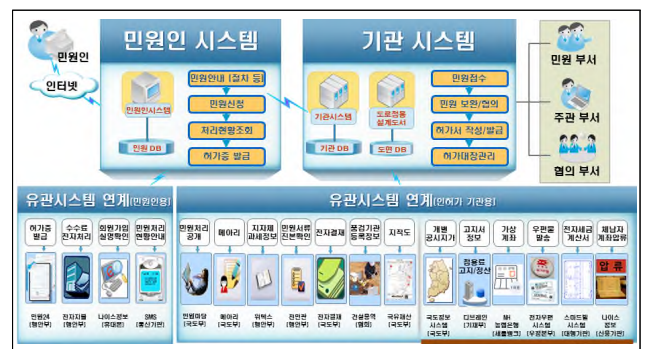 민원인 시스템
기관 시스템
민원인
인터넷
민원인시스템
민원 DB
민원안내 (절차 등)
민원신청
처리현황조회
허가증 발급
기관시스템
기관 DB
도로점용
설계도서
도면 DB
민원접수
민원 보완/협의
허가서 작성/발급
허가대장관리
민원 부서
주관 부서
협의 부서
유관시스템 연계(민원인용)
유관시스템 연계(인허가 기관용)
허가증
발급
수수료
전자처리
회원가입
실명확인
민원처리
현황안내
민원처리
공개
메아리
지자체
과세정보
민원서류
진본확인
전자결재
품검기관
등록정보
지적도
개별
공시지가
고지서
정보
가상
계좌
우편물
발송
전자세금
계산서
체납자
계좌압류
점용료
고지/정산
압 류
민원24
(행안부)
전자지불
(행안부)
나이스정보
(휴대폰)
SMS
(통신기관)
민원마당
(국토부)
메아리
(국토부)
위택스
(행안부)
전민원
(행안부)
전자결재
(국토부)
건설용역
(협회)
국유재산
(국토부)
국토정보
시스템
(국토부)
디브레인
(기재부)
NH
농협은행
(새틀뱅크)
전자우편
시스템
(우정본부)
스마트빌
시스템
(대행기관)
나이스
정보
(신용기관)